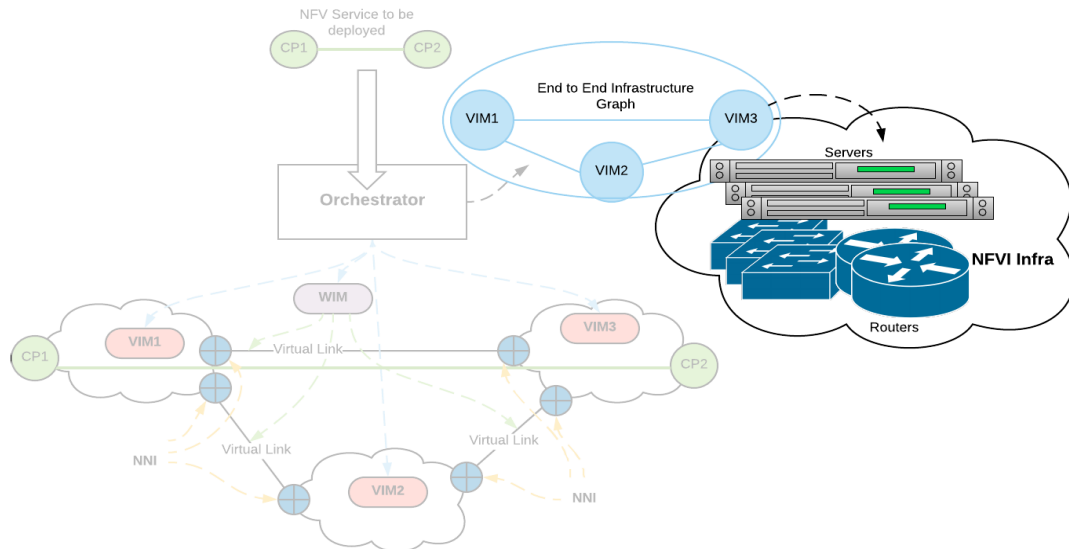 NFV Service to be
deployed
CP1
CP2
End to End Infrastructure
Graph
VIM1
VIM3
VIM2
Servers
Orchestrator
NFVI Infra
Routers
WIM
VIM1
VIM3
Virtual Link
CP1
CP2
Virtual Link
Virtual Link
NNI
VIM2
NNI